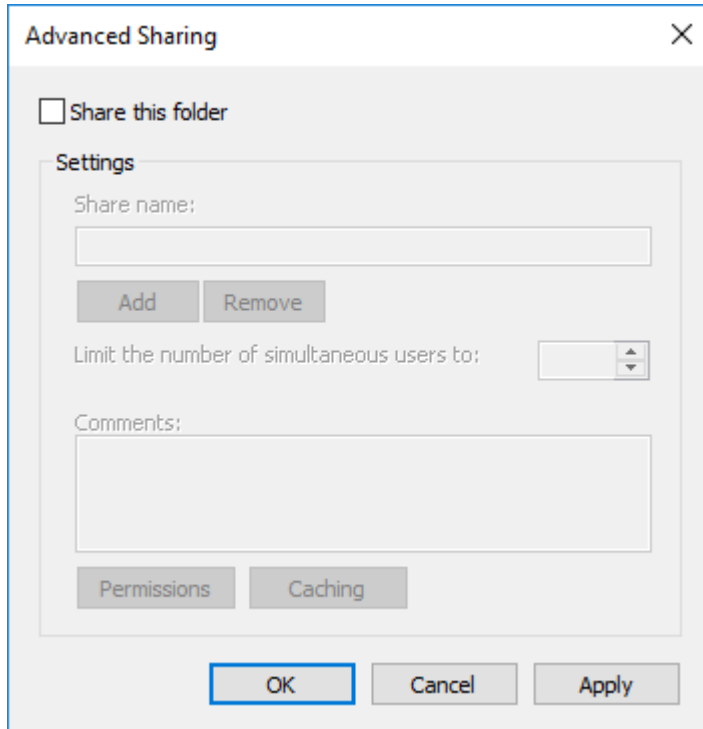 Advanced Sharing
Share this folder
Settings
Share name:
Add Remove
Limit the number of simultaneous users to:
Comments:
Permissions Caching
OK Cancel Apply